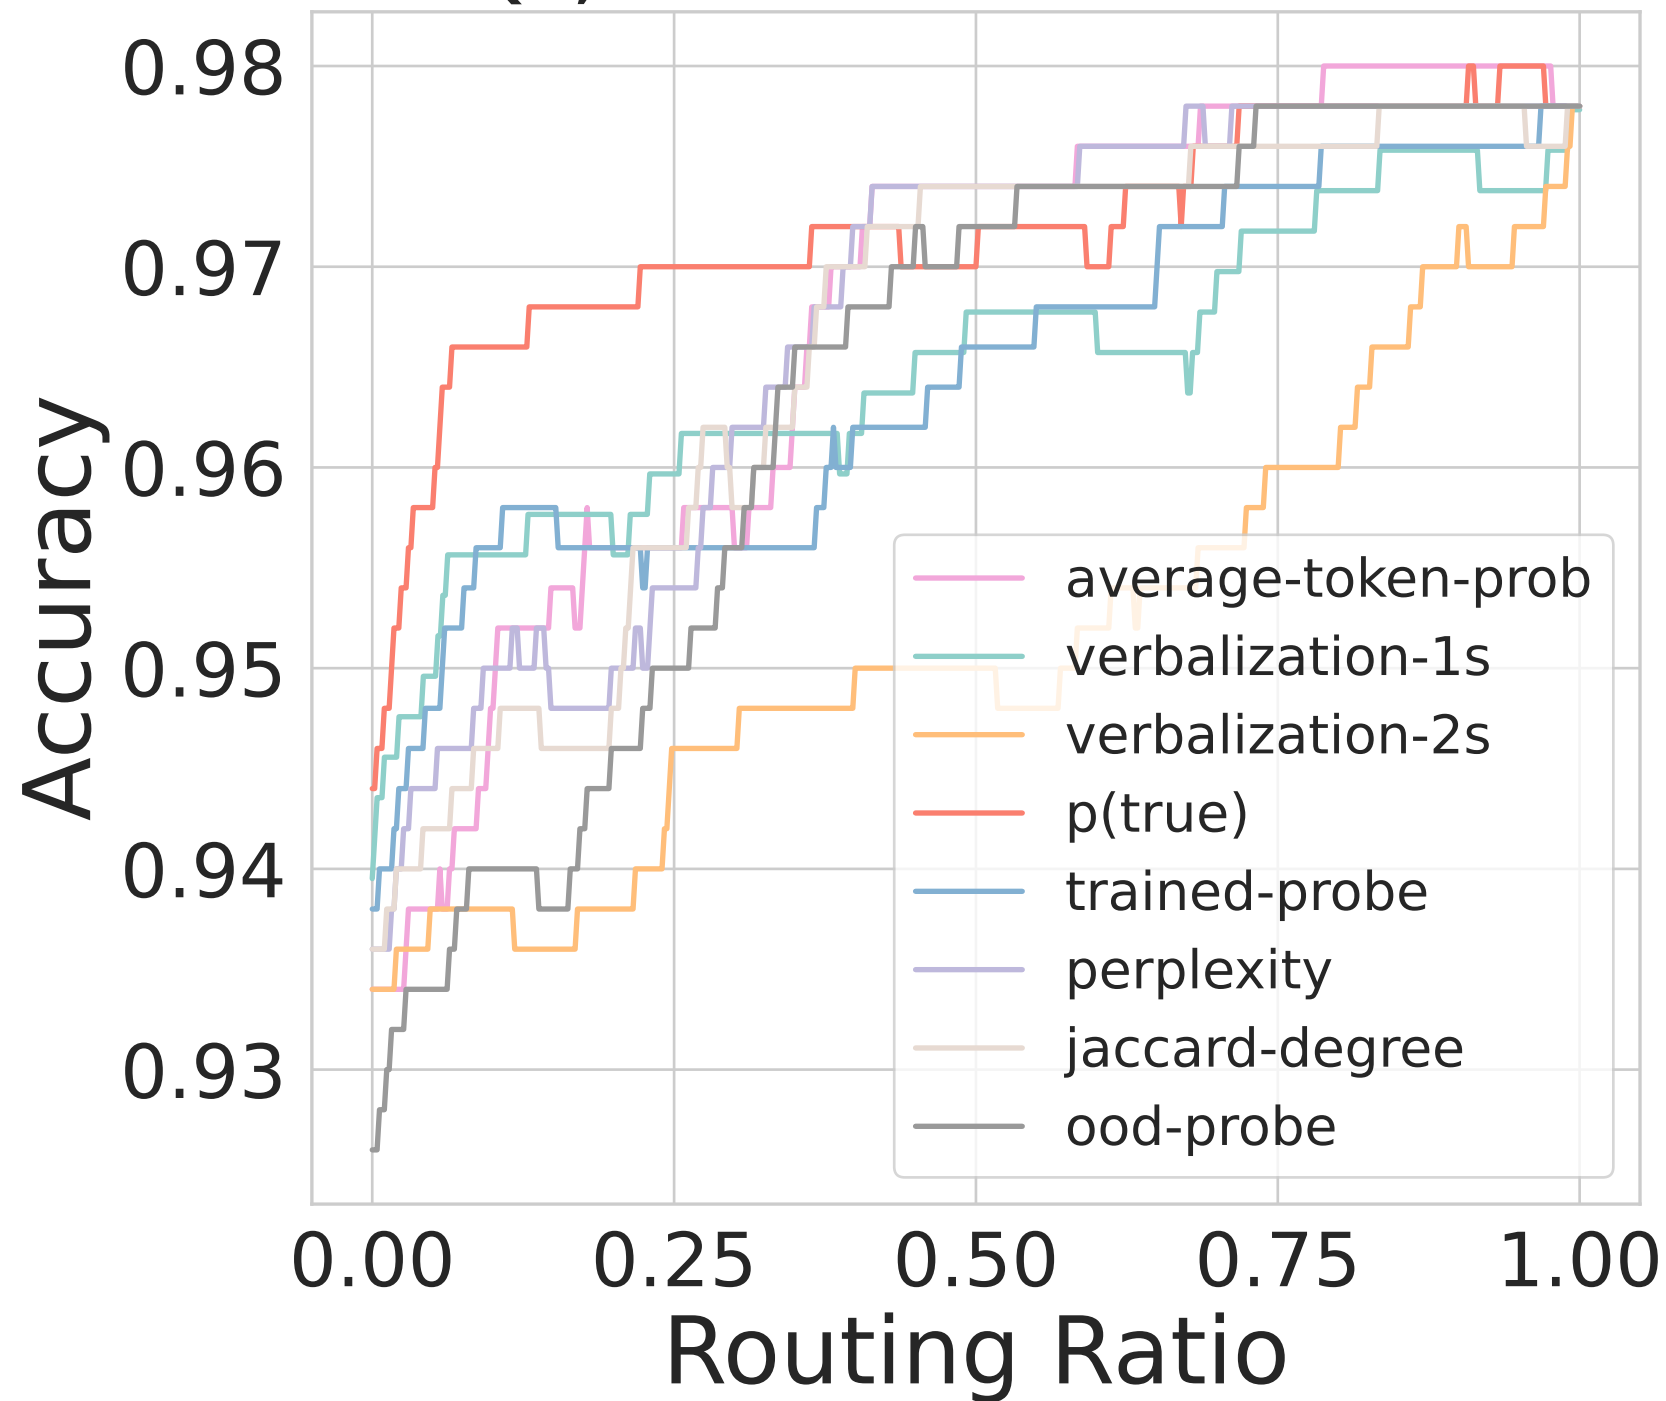 0.98
0.97
0.96
0.95
0.94
0.93
Accuracy
average-token-prob
verbalization-1s
verbalization-2s
p(true)
trained-probe
perplexity
jaccard-degree
ood-probe
0.00 0.25 0.50 0.75 1.00
Routing Ratio